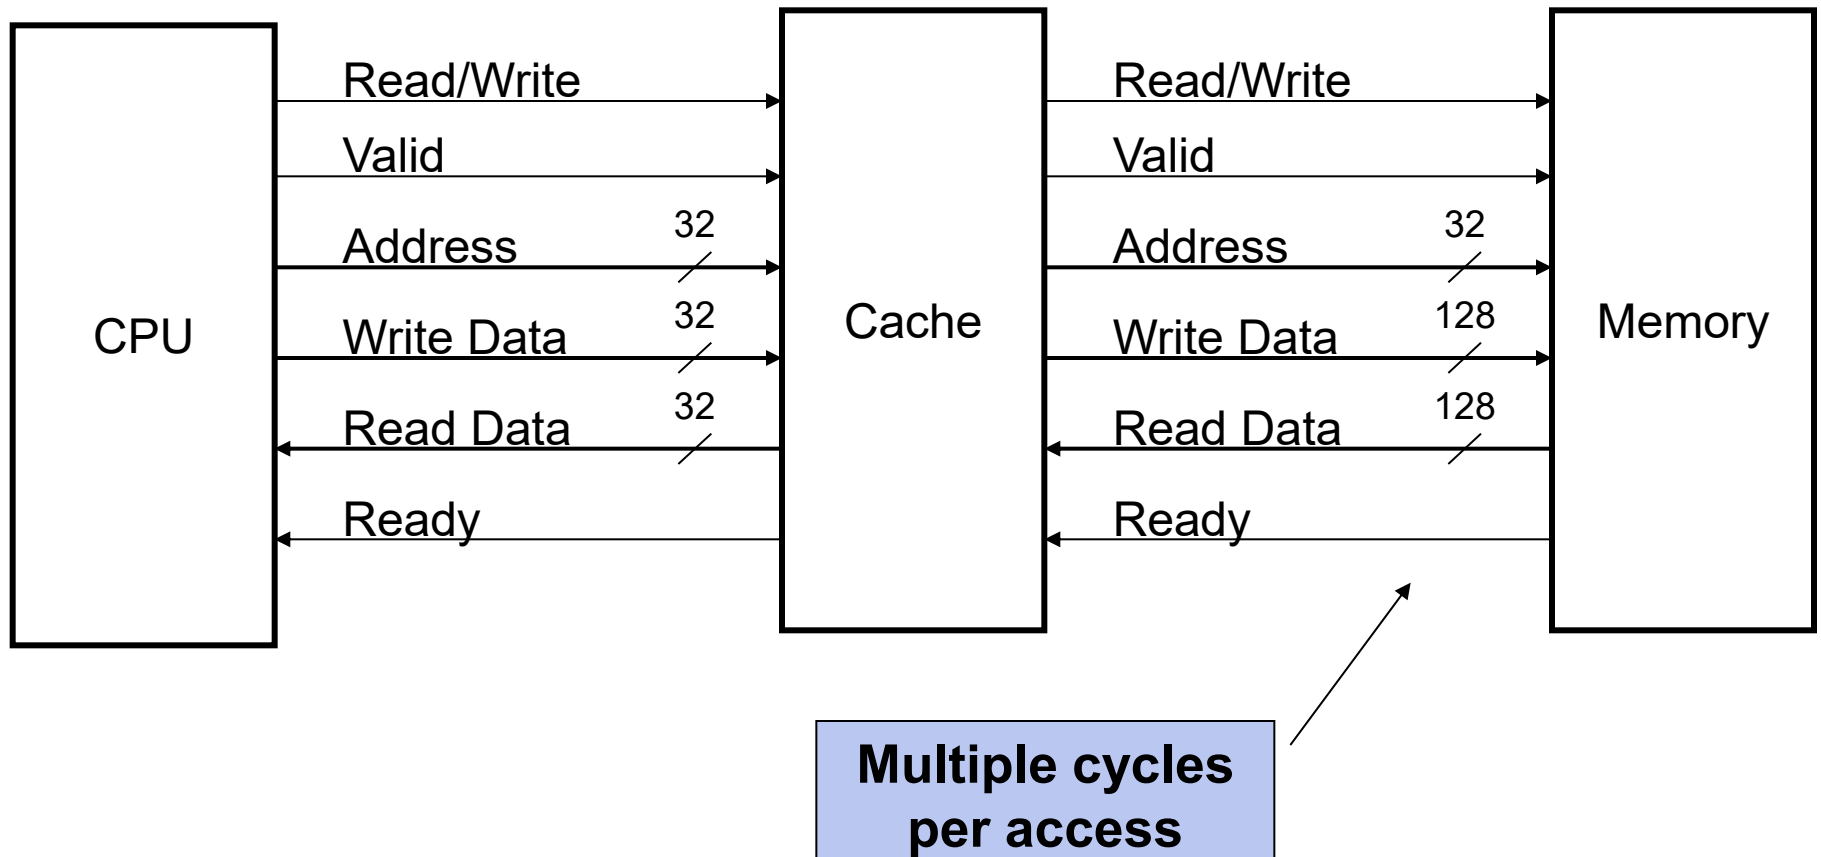 CPU
Read/Write
Valid
Address 32
Write Data 32
Read Data 32
Ready
Cache
Read/Write
Valid
Address 32
Write Data 128
Read Data 128
Ready
Memory
Multiple cycles
per access